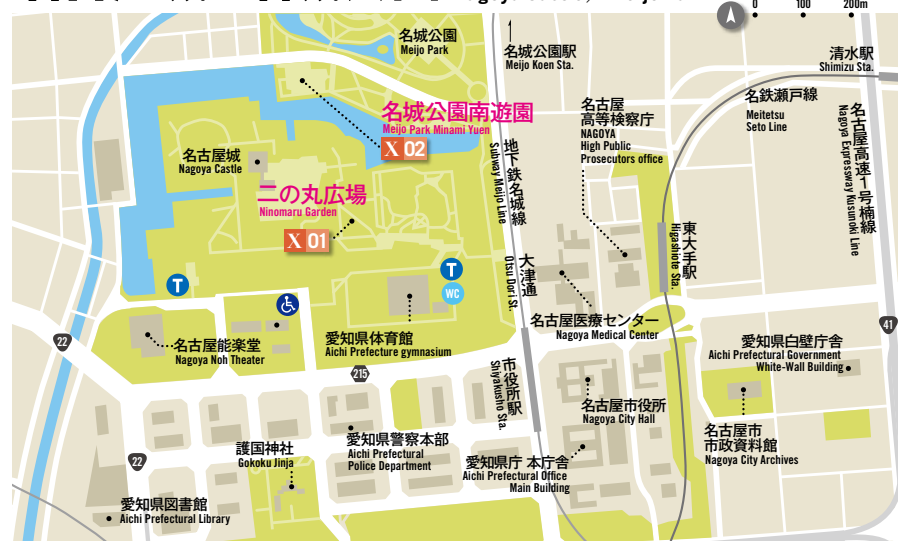 0 100 200m
名城公園
Meijo Park
名城公園駅
Meijo Koen Sta.
清水駅
Shimizu Sta.
名鉄瀬戸線
Meitetsu
Seto Line
名古屋高速1号楠線
Nagoya Expressway Kusunoki Line
名古屋
高等検察庁
NAGOYA
High Public
Prosecutors office
名城公園南遊園
Meijo Park Minami Yuen
X 02
地下鉄名城線
Subway Meijo Line
名古屋城
Nagoya Castle
二の丸広場
Ninomaru Garden
X 01
東大手駅
Higashiote Sta.
大津通
Otsu Dori St.
T
T
WC
名古屋医療センター
Nagoya Medical Center
名古屋能楽堂
Nagoya Noh Theater
愛知県体育館
Aichi Prefecture gymnasium
愛知県白壁庁舎
Aichi Prefectural Government
White-Wall Building
22
41
215
市役所駅
Shiyakusho Sta.
名古屋市役所
Nagoya City Hall
名古屋市
市政資料館
Nagoya City Archives
愛知県警察本部
Aichi Prefectural
Police Department
護国神社
Gokoku Jinja
愛知県庁 本庁舎
Aichi Prefectural Office
Main Building
22
愛知県図書館
Aichi Prefectural Library